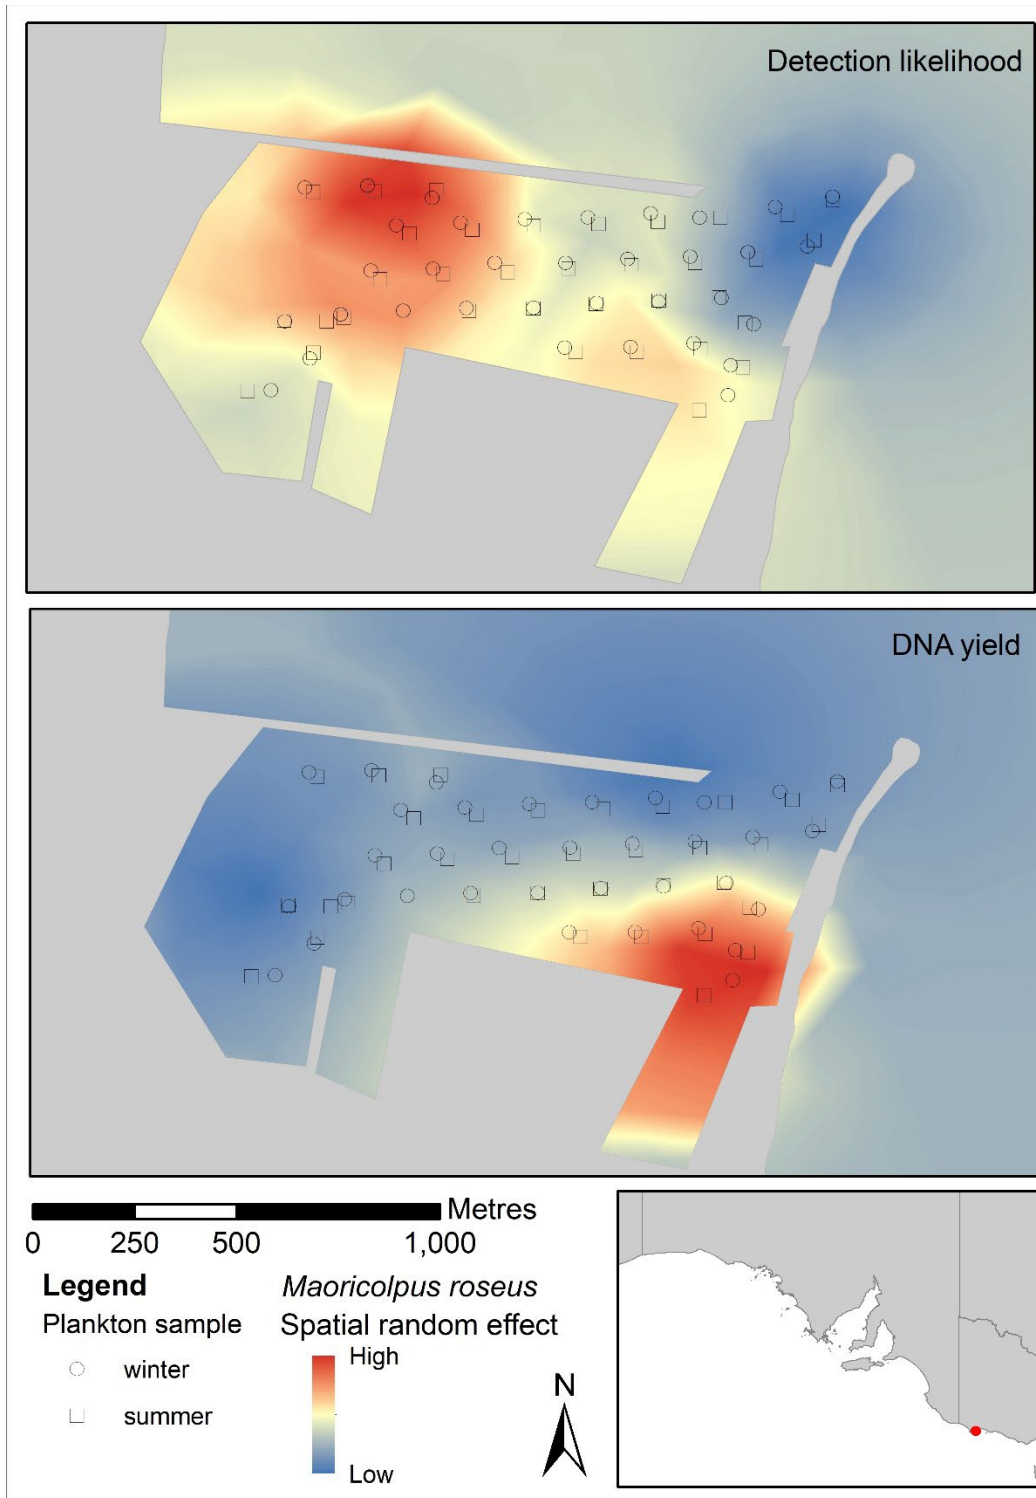 Detection likelihood
DNA yield
Metres
0 250 500 1,000
Legend
Plankton sample
winter
summer
Maoricolpus roseus
Spatial random effect
High
Low
N